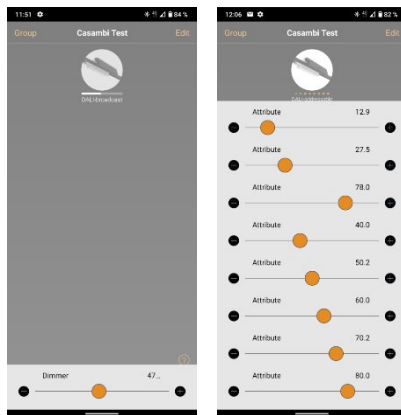 11:51 84 %
Group Casambi Test Edit
DALI-broadcast
Dimmer 47...
12:06 82 %
Group Casambi Test Edit
Attribute 12.9
Attribute 27.5
Attribute 78.0
Attribute 40.0
Attribute 50.2
Attribute 60.0
Attribute 70.2
Attribute 80.0